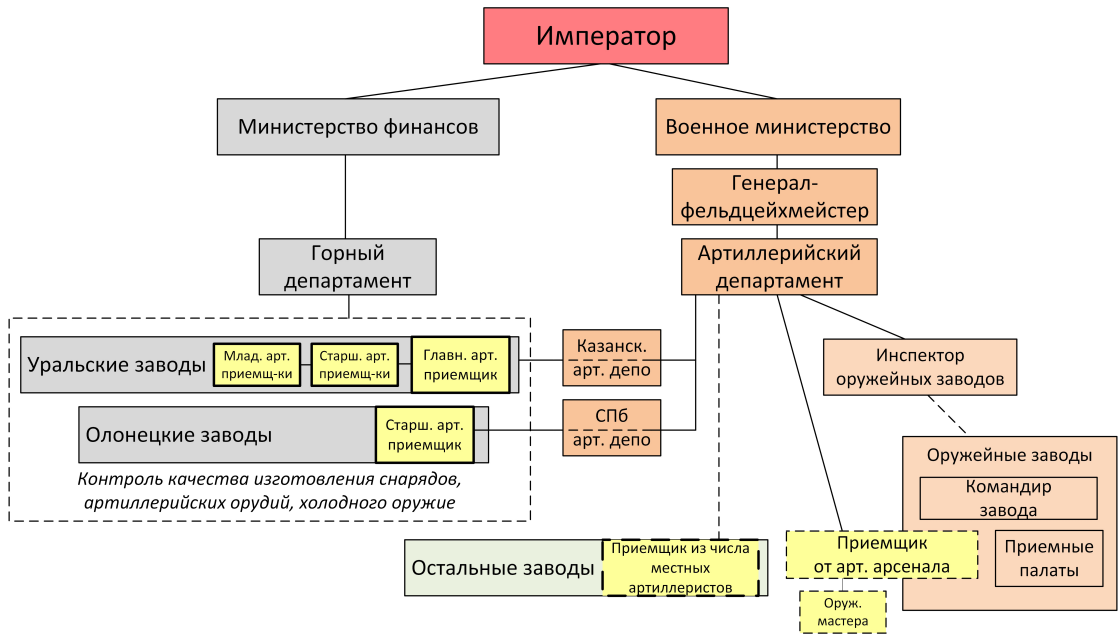 Император
Министерство финансов
Военное министерство
Генерал-
фельдцейхмейстер
Горный
департамент
Артиллерийский
департамент
Уральские заводы
Млад. арт.
приемщ-ки
Старш. арт.
приемщ-ки
Главн. арт.
приемщик
Казанск.
арт. депо
Инспектор
оружейных заводов
Олонецкие заводы
Старш. арт.
приемщик
СПб
арт. депо
Контроль качества изготовления снарядов,
артиллерийских орудий, холодного оружие
Оружейные заводы
Командир
завода
Приемные
палаты
Остальные заводы
Приемщик из числа
местных
артиллеристов
Приемщик
от арт. арсенала
Оруж.
мастера